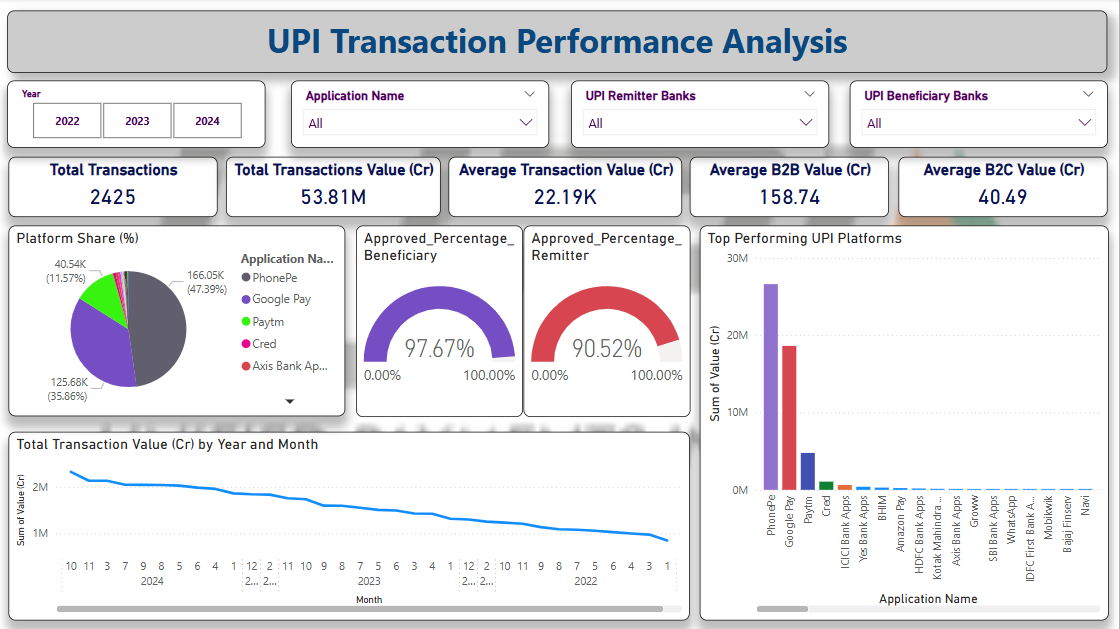 UPI Transaction Performance Analysis
Year
2022
2023
2024
Application Name
All
UPI Remitter Banks
All
UPI Beneficiary Banks
All
Total Transactions
2425
Total Transactions Value (Cr)
53.81M
Average Transaction Value (Cr)
22.19K
Average B2B Value (Cr)
158.74
Average B2C Value (Cr)
40.49
Platform Share (%)
40.54K
(11.57%)
166.05K
(47.39%)
125.68K
(35.86%)
Application Na...
PhonePe
Google Pay
Paytm
Cred
Axis Bank Ap...
Approved_Percentage_
Beneficiary
97.67%
0.00%
100.00%
Approved_Percentage_
Remitter
90.52%
0.00%
100.00%
Top Performing UPI Platforms
Sum of Value (Cr)
30M
20M
10M
0M
PhonePe
Google Pay
Paytm
Cred
ICICI Bank Apps
Yes Bank Apps
BHIM
Amazon Pay
HDFC Bank Apps
Kotak Mahindra ...
Axis Bank Apps
Groww
SBI Bank Apps
WhatsApp
IDFC First Bank A...
Mobikwik
Bajaj Finserv
Navi
Application Name
Total Transaction Value (Cr) by Year and Month
Sum of Value (Cr)
2M
1M
10 11 3 7 9 8 5 6 4 1 12 2 11 10 9 8 7 5 6 3 4 1 12 2 11 10 9 8 7 5 6 4 3 1
2024 2... 2... 2023 2... 2... 2022
Month